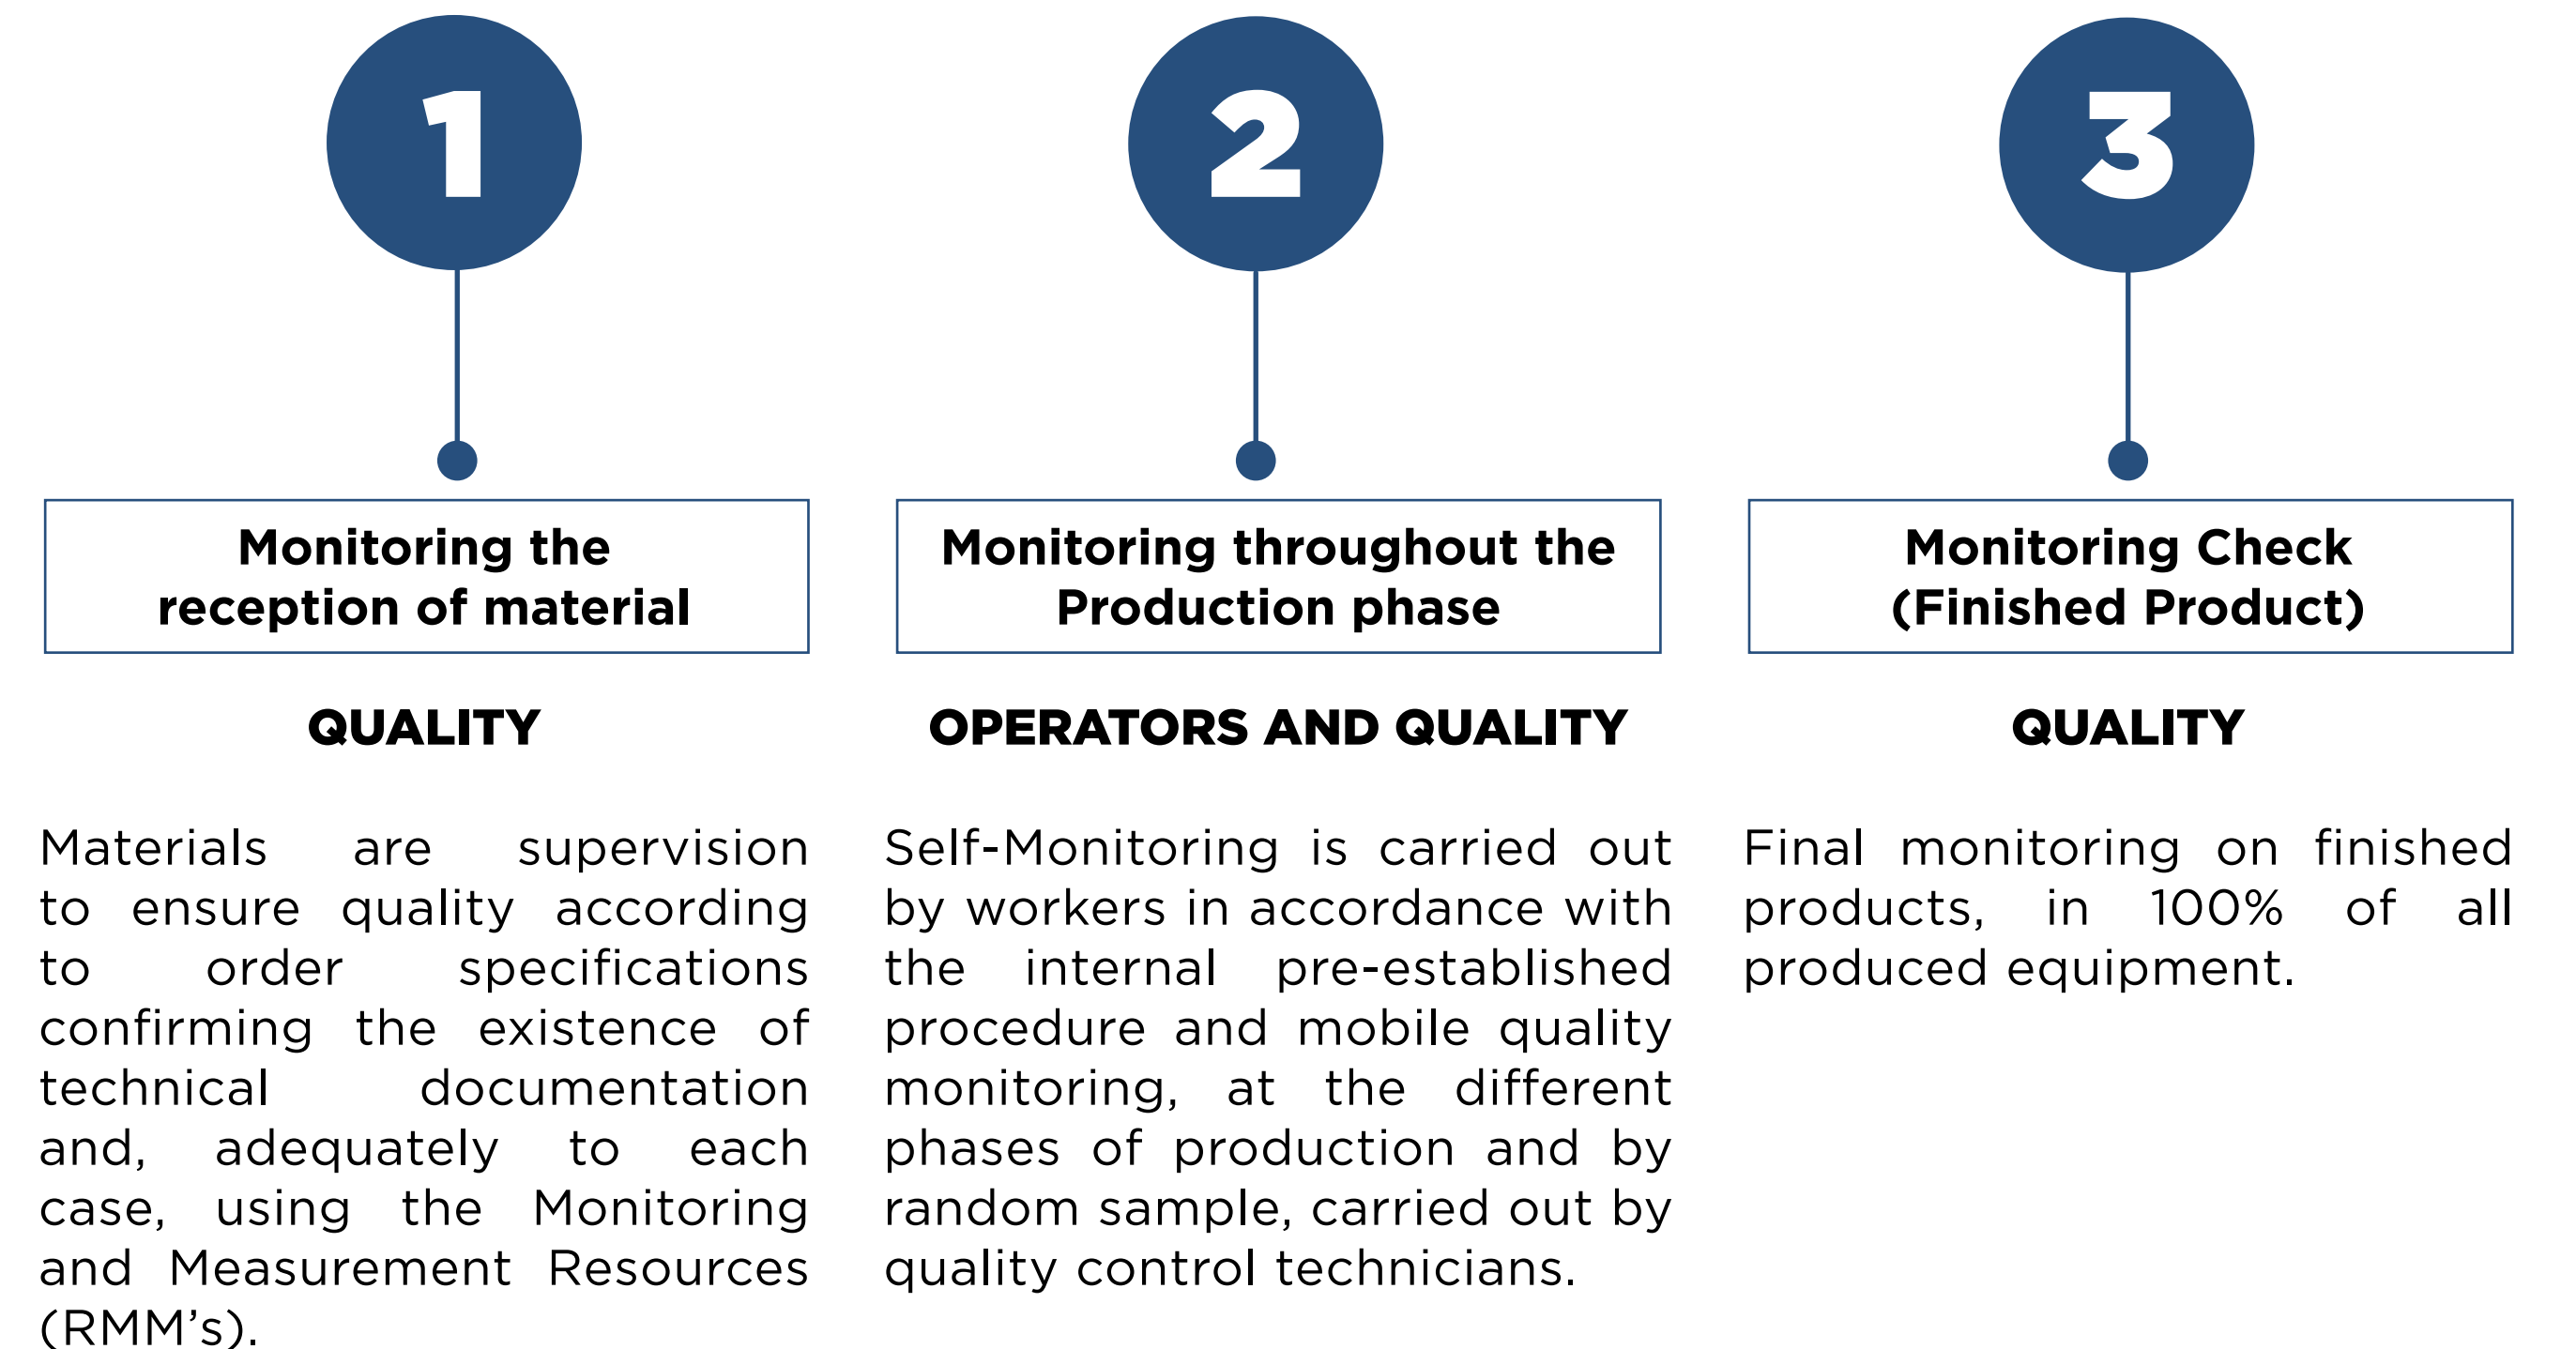 1
Monitoring the
reception of material
QUALITY
Materials are supervision
to ensure quality according
to order specifications
confirming the existence of
technical documentation
and, adequately to each
case, using the Monitoring
and Measurement Resources
(RMM’s).
2
Monitoring throughout the
Production phase
OPERATORS AND QUALITY
Self-Monitoring is carried out
by workers in accordance with
the internal pre-established
procedure and mobile quality
monitoring, at the different
phases of production and by
random sample, carried out by
quality control technicians.
3
Monitoring Check
(Finished Product)
QUALITY
Final monitoring on finished
products, in 100% of all
produced equipment.